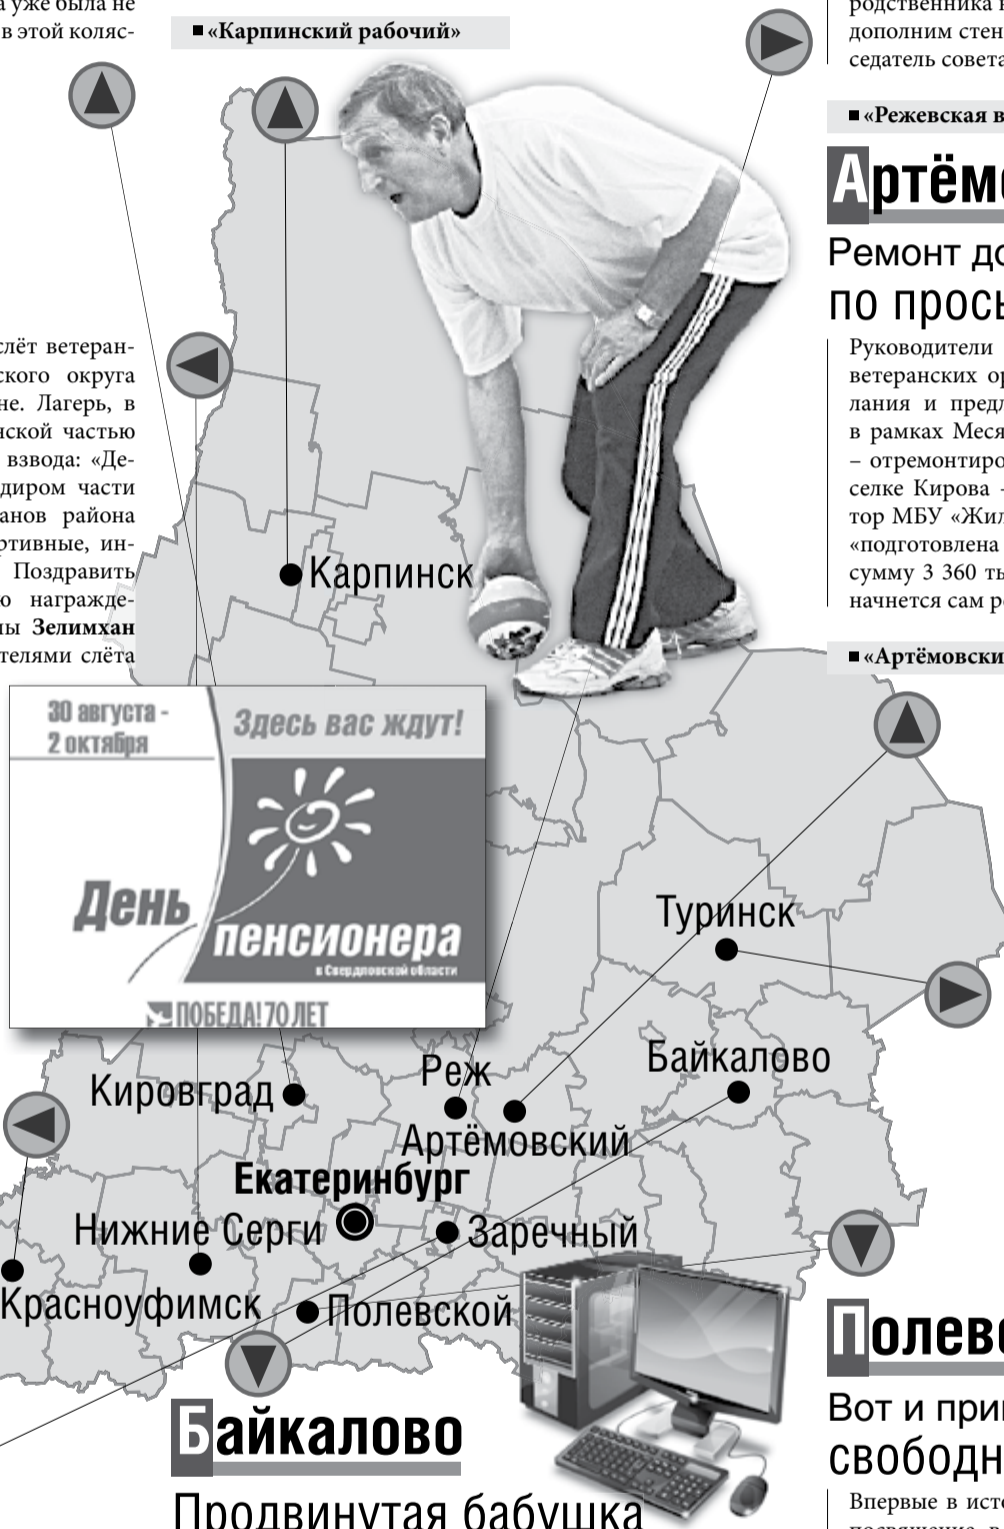 уже была не
в этой коляс-
«Карпинский рабочий»
слёт ветеран-
ского округа
не. Лагерь, в
нской частью
взвода: «Де-
диром части
анов района
ртивные, ин-
Поздравить
ю награжде-
ны Зелимхан
телями слёта
Карпинск
30 августа -
2 октября
Здесь вас ждут!
День
пенсионера
в Свердловской области
ПОБЕДА! 70 ЛЕТ
Туринск
Байкалово
Реж
Кировград
Артёмовский
Екатеринбург
Нижние Серги
Заречный
Красноуфимск
Полевской
Байкалово
Продвинутая бабушка
родственника
дополним стен
седатель совета
«Режевская в
Артёмо
Ремонт до
по прось
Руководители
ветеранских ор
лания и предл
в рамках Меся
– отремонтиро
селке Кирова -
тор МБУ «Жил
«подготовлена
сумму 3 360 ты
начнется сам р
«Артёмовски
Полевс
Вот и при
свободн
Впервые в исто